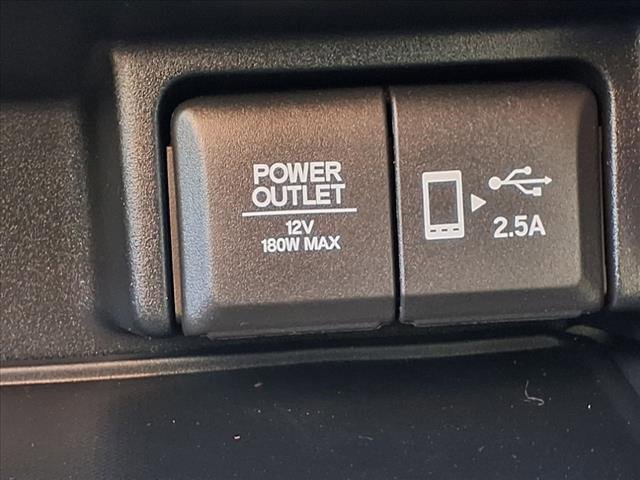 POWER
OUTLET
12V
180W MAX
2.5A